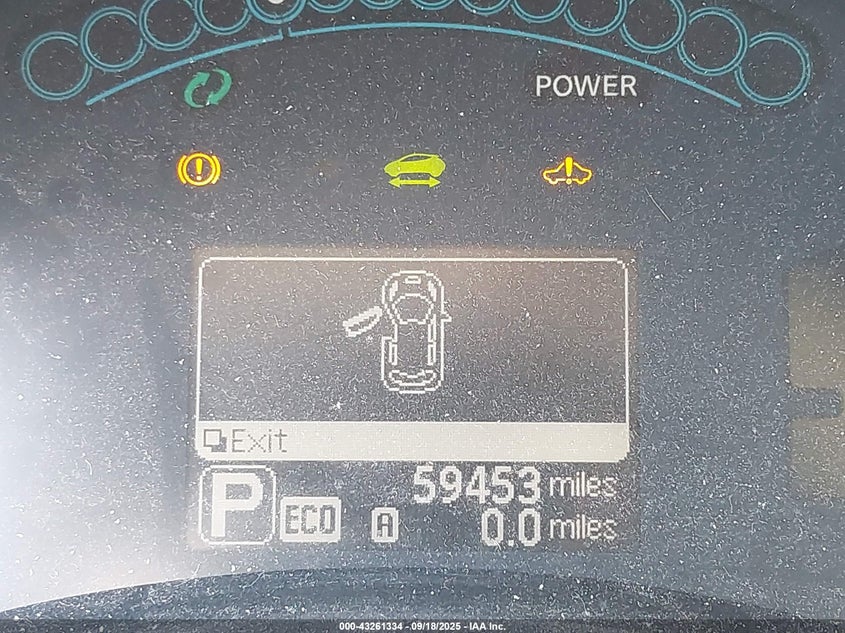 POWER
Exit
59453 miles
P ECO A 0.0 miles
000-43261334 - 09/18/2025 - IAA Inc.